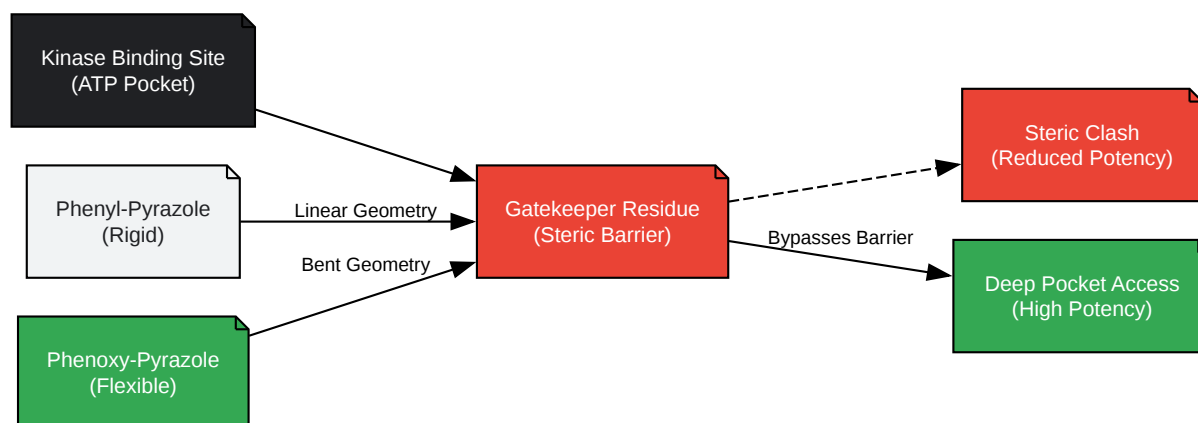 Kinase Binding Site
(ATP Pocket)
Phenyl-Pyrazole
(Rigid)
Phenoxy-Pyrazole
(Flexible)
Linear Geometry
Bent Geometry
Gatekeeper Residue
(Steric Barrier)
Bypasses Barrier
Steric Clash
(Reduced Potency)
Deep Pocket Access
(High Potency)